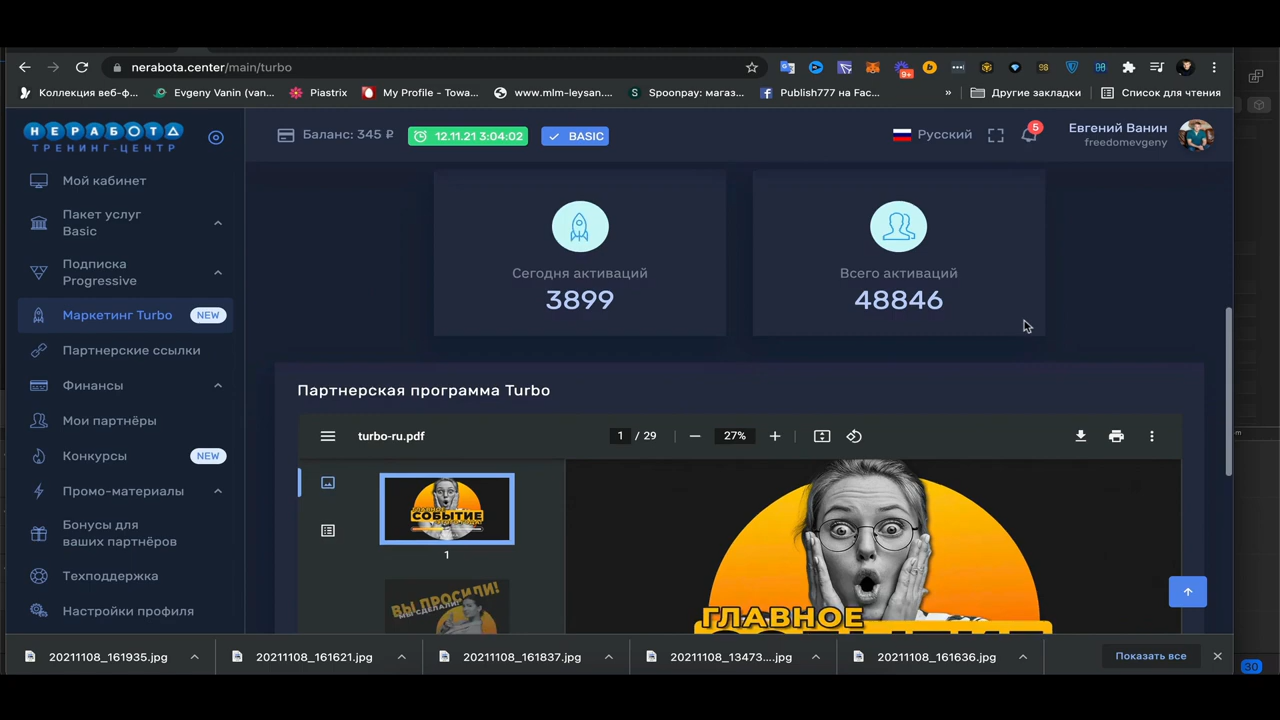 nerabota.center/main/turbo
9+
Коллекция веб-ф...
Evgeny Vanin (van...
Piastrix
My Profile - Towa...
www.mlm-leysan....
Spoonpay: магаз...
Publish777 на Fac...
»
Другие закладки
Список для чтения
НЕРАБОТА
ТРЕНИНГ-ЦЕНТР
Баланс: 345 ₽
12.11.21 3:04:02
BASIC
Русский
5
Евгений Ванин
freedomevgeny
Мой кабинет
Пакет услуг
Basic
Подписка
Progressive
Маркетинг Turbo
NEW
Партнерские ссылки
Финансы
Мои партнёры
Конкурсы
NEW
Промо-материалы
Бонусы для
ваших партнёров
Техподдержка
Настройки профиля
Сегодня активаций
3899
Всего активаций
48846
Партнерская программа Turbo
turbo-ru.pdf
1 / 29
27%
ГЛАВНОЕ
СОБЫТИЕ
1
ВЫ ПРОСИЛИ!
МЫ СДЕЛАЛИ!
ГЛАВНОЕ
20211108_161935.jpg
20211108_161621.jpg
20211108_161837.jpg
20211108_13473....jpg
20211108_161636.jpg
Показать все
30